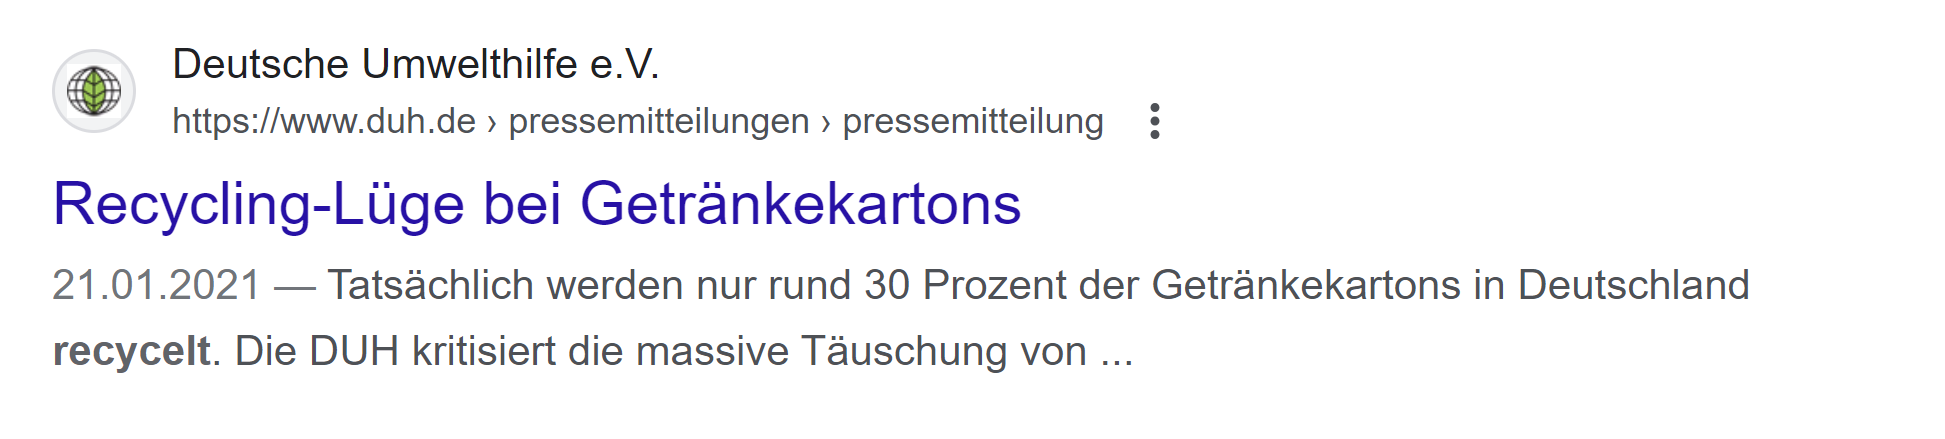 Deutsche Umwelthilfe e.V.
https://www.duh.de › pressemitteilungen › pressemitteilung
Recycling-Lüge bei Getränkekartons
21.01.2021 — Tatsächlich werden nur rund 30 Prozent der Getränkekartons in Deutschland
recycelt. Die DUH kritisiert die massive Täuschung von ...